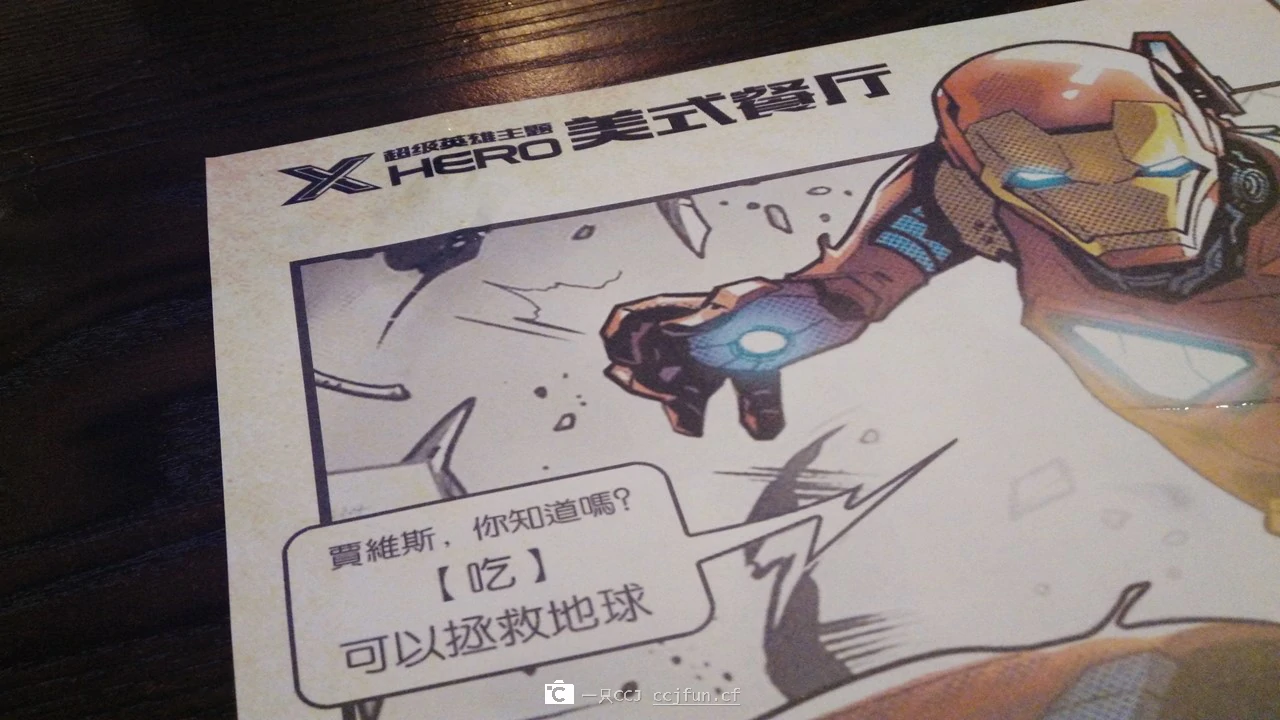 X 超级英雄主题
HERO 美式餐厅
賈維斯，你知道嗎？
【吃】
可以拯救地球
一只CCJ ccjfun.cf